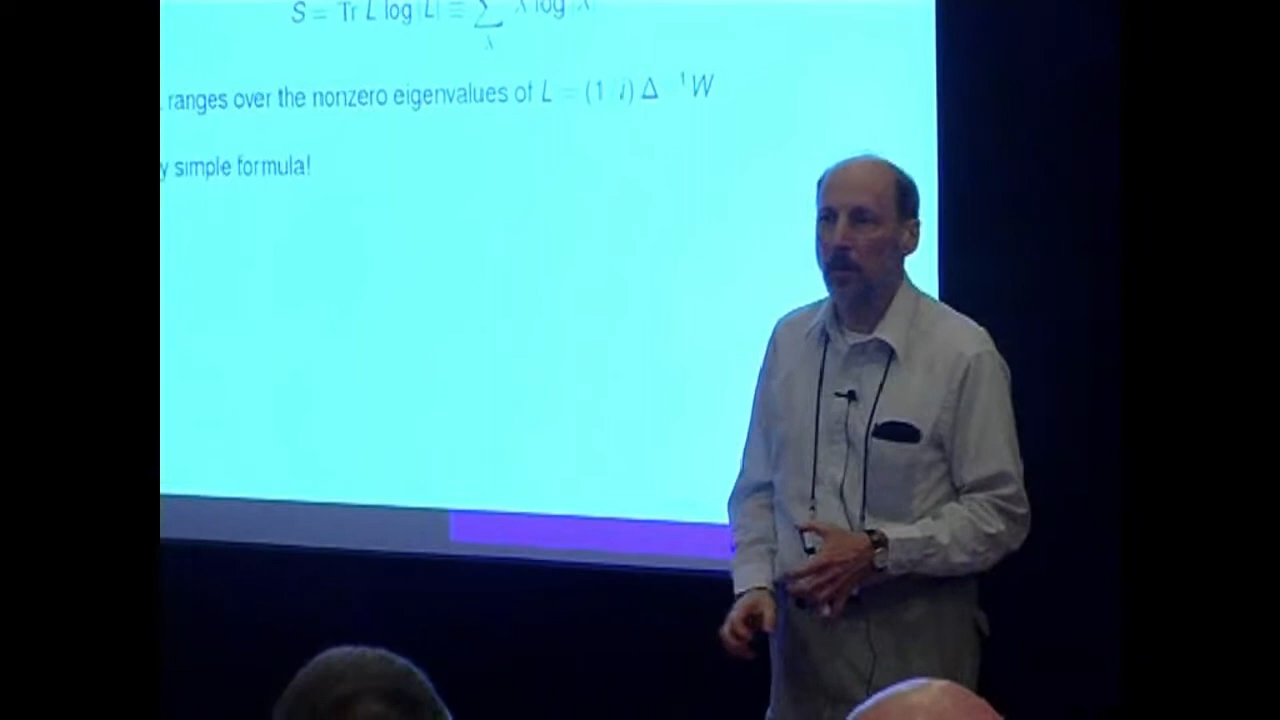 S = Tr L log |L| ≡ ∑ λ log |λ|
λ
ranges over the nonzero eigenvalues of L = (1/i) Δ⁻¹W
y simple formula!